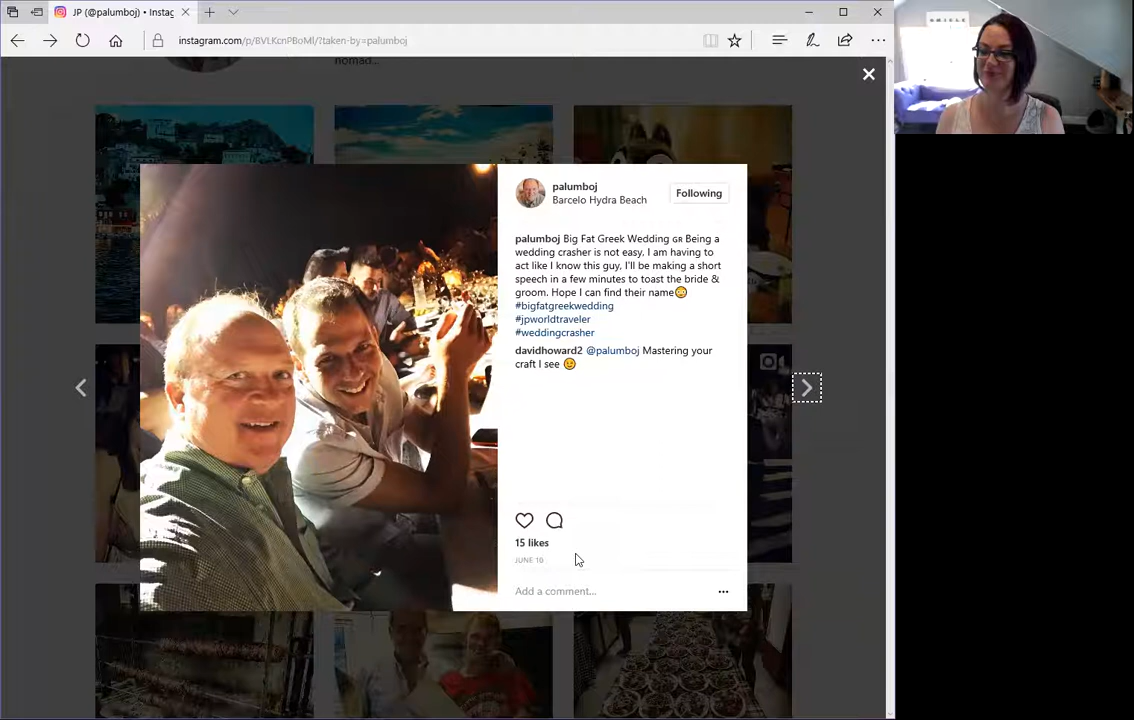 JP (@palumboj) • Instag
instagram.com/p/BVLKcnPBoMl/?taken-by=palumboj
nomad...
palumboj
Barcelo Hydra Beach
Following
palumboj Big Fat Greek Wedding GR Being a
wedding crasher is not easy. I am having to
act like I know this guy. I'll be making a short
speech in a few minutes to toast the bride &
groom. Hope I can find their name😳
#bigfatgreekwedding
#jpworldtraveler
#weddingcrasher
davidhoward2 @palumboj Mastering your
craft I see 😉
15 likes
JUNE 10
Add a comment...